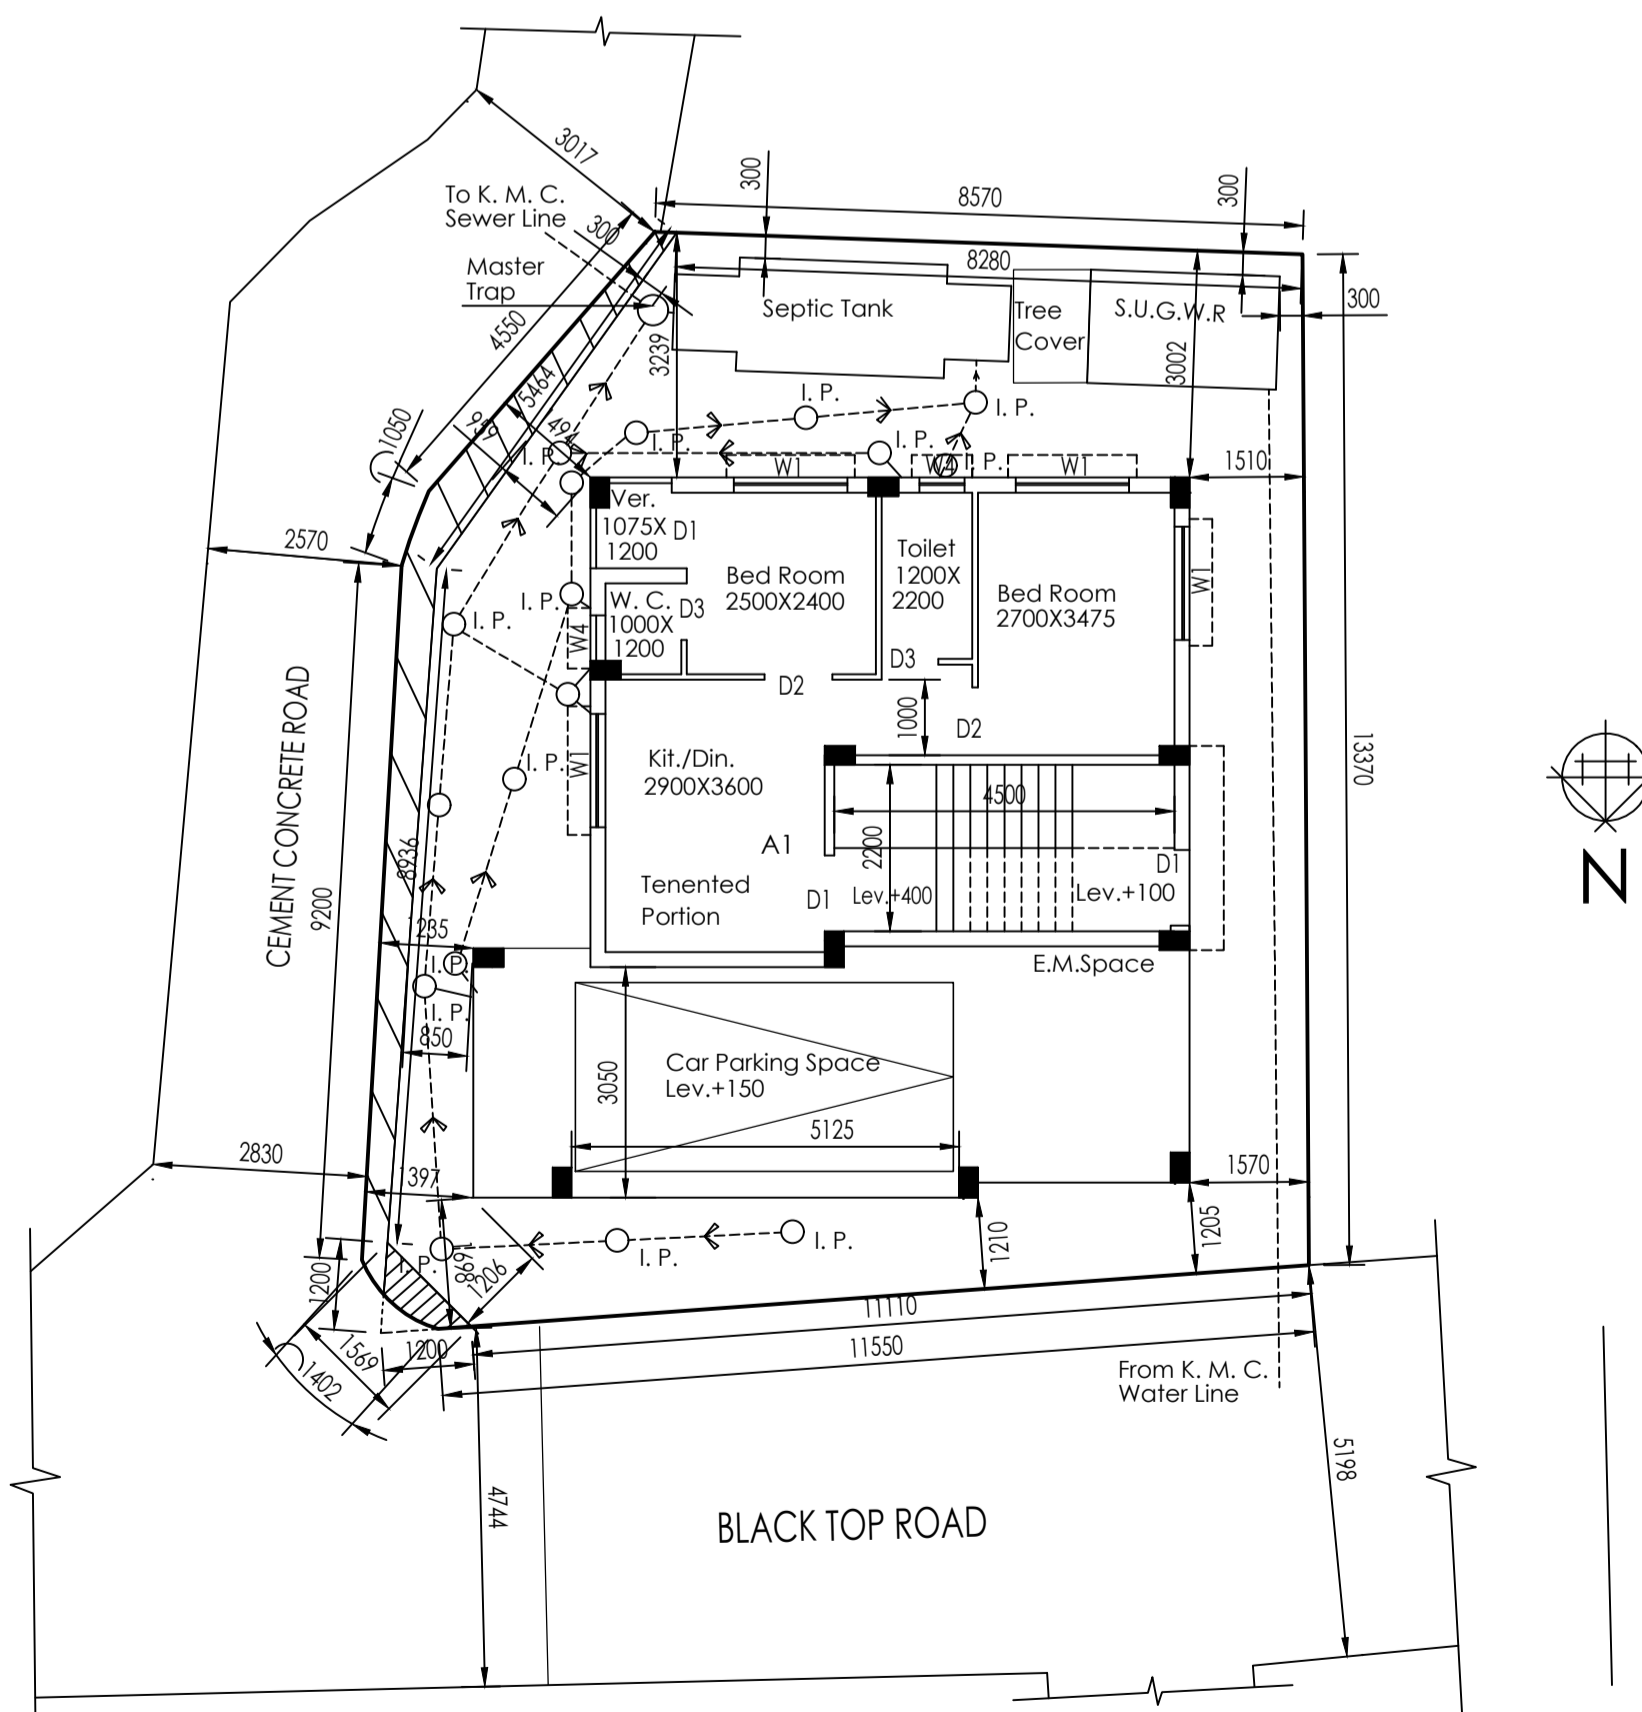 3017
300
8570
300
To K. M. C.
Sewer Line
300
8280
Master
Trap
Septic Tank
Tree
Cover
S.U.G.W.R
300
4550
3239
3002
5464
1050
959
494
I. P.
I. P.
I. P.
I. P.
I. P.
I. P.
W1
W4
W1
1510
2570
Ver.
1075X
1200
D1
Toilet
1200X
2200
Bed Room
2500X2400
Bed Room
2700X3475
W1
I. P.
W. C.
1000X
1200
D3
I. P.
W4
D3
D2
1000
D2
CEMENT CONCRETE ROAD
9200
8936
I. P.
W1
Kit./Din.
2900X3600
4500
13370
A1
2200
D1
Tenented
Portion
D1
Lev.+400
Lev.+100
N
1235
I. P.
I. P.
850
E.M.Space
3050
Car Parking Space
Lev.+150
5125
2830
1397
1570
I. P.
869
I. P.
I. P.
1210
1205
1200
1206
11110
1569
1200
11550
1402
From K. M. C.
Water Line
4744
5198
BLACK TOP ROAD